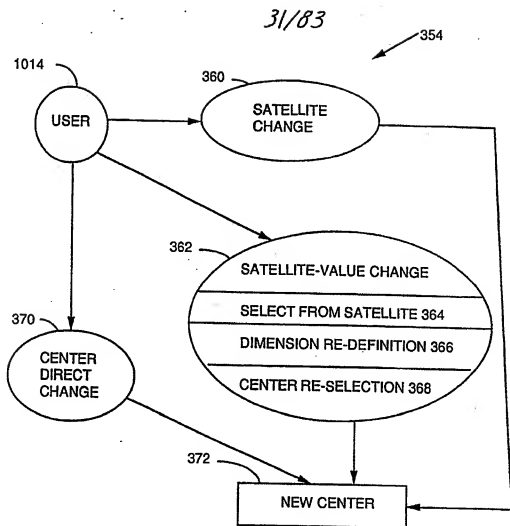 31/83
354
1014
360
USER
SATELLITE
CHANGE
362
SATELLITE-VALUE CHANGE
SELECT FROM SATELLITE 364
DIMENSION RE-DEFINITION 366
CENTER RE-SELECTION 368
370
CENTER
DIRECT
CHANGE
372
NEW CENTER